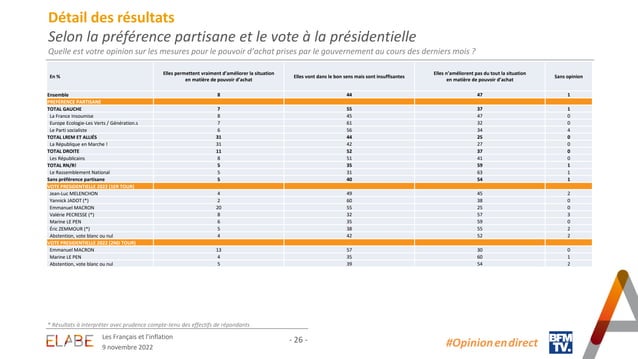 Détail des résultats
Selon la préférence partisane et le vote à la présidentielle
Quelle est votre opinion sur les mesures pour le pouvoir d'achat prises par le gouvernement au cours des derniers mois ?
En % Elles permettent vraiment d'améliorer la situation en matière de pouvoir d'achat Elles vont dans le bon sens mais sont insuffisantes Elles n'améliorent pas du tout la situation en matière de pouvoir d'achat Sans opinion
Ensemble 8 44 47 1
PREFÉRENCE PARTISANE
TOTAL GAUCHE 7 55 37 1
La France Insoumise 8 45 47 0
Europe Ecologie-Les Verts / Génération.s 7 61 32 0
Le Parti socialiste 6 56 34 4
TOTAL LREM ET ALLIÉS 31 44 25 0
La République en Marche ! 31 42 27 0
TOTAL DROITE 11 52 37 0
Les Républicains 8 51 41 0
TOTAL RN/R! 5 35 59 1
Le Rassemblement National 5 31 63 1
Sans préférence partisane 5 40 54 1
VOTE PRESIDENTIELLE 2022 (1ER TOUR)
Jean-Luc MELENCHON 4 49 45 2
Yannick JADOT (*) 2 60 38 0
Emmanuel MACRON 20 55 25 0
Valérie PECRESSE (*) 8 32 57 3
Marine LE PEN 6 35 59 0
Éric ZEMMOUR (*) 5 38 55 2
Abstention, vote blanc ou nul 4 42 52 2
VOTE PRESIDENTIELLE 2022 (2ND TOUR)
Emmanuel MACRON 13 57 30 0
Marine LE PEN 4 35 60 1
Abstention, vote blanc ou nul 5 39 54 2
* Résultats à interpréter avec prudence compte-tenu des effectifs de répondants
ELABE
Les Français et l'inflation
9 novembre 2022
- 26 -
#Opinionendirect
BFM
TV.